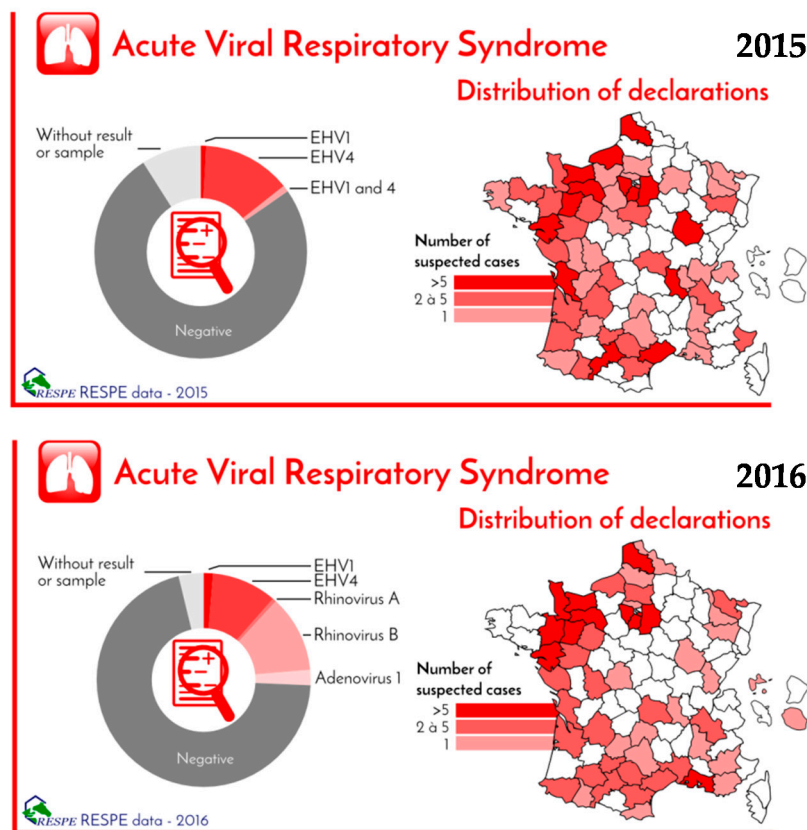 Acute Viral Respiratory Syndrome
2015
Distribution of declarations
Without result
or sample
EHV1
EHV4
EHV1 and 4
+
–
Negative
Number of
suspected cases
>5
2 à 5
1
RESPE RESPE data - 2015
Acute Viral Respiratory Syndrome
2016
Distribution of declarations
Without result
or sample
EHV1
EHV4
Rhinovirus A
Rhinovirus B
Adenovirus 1
+
–
Negative
Number of
suspected cases
>5
2 à 5
1
RESPE RESPE data - 2016